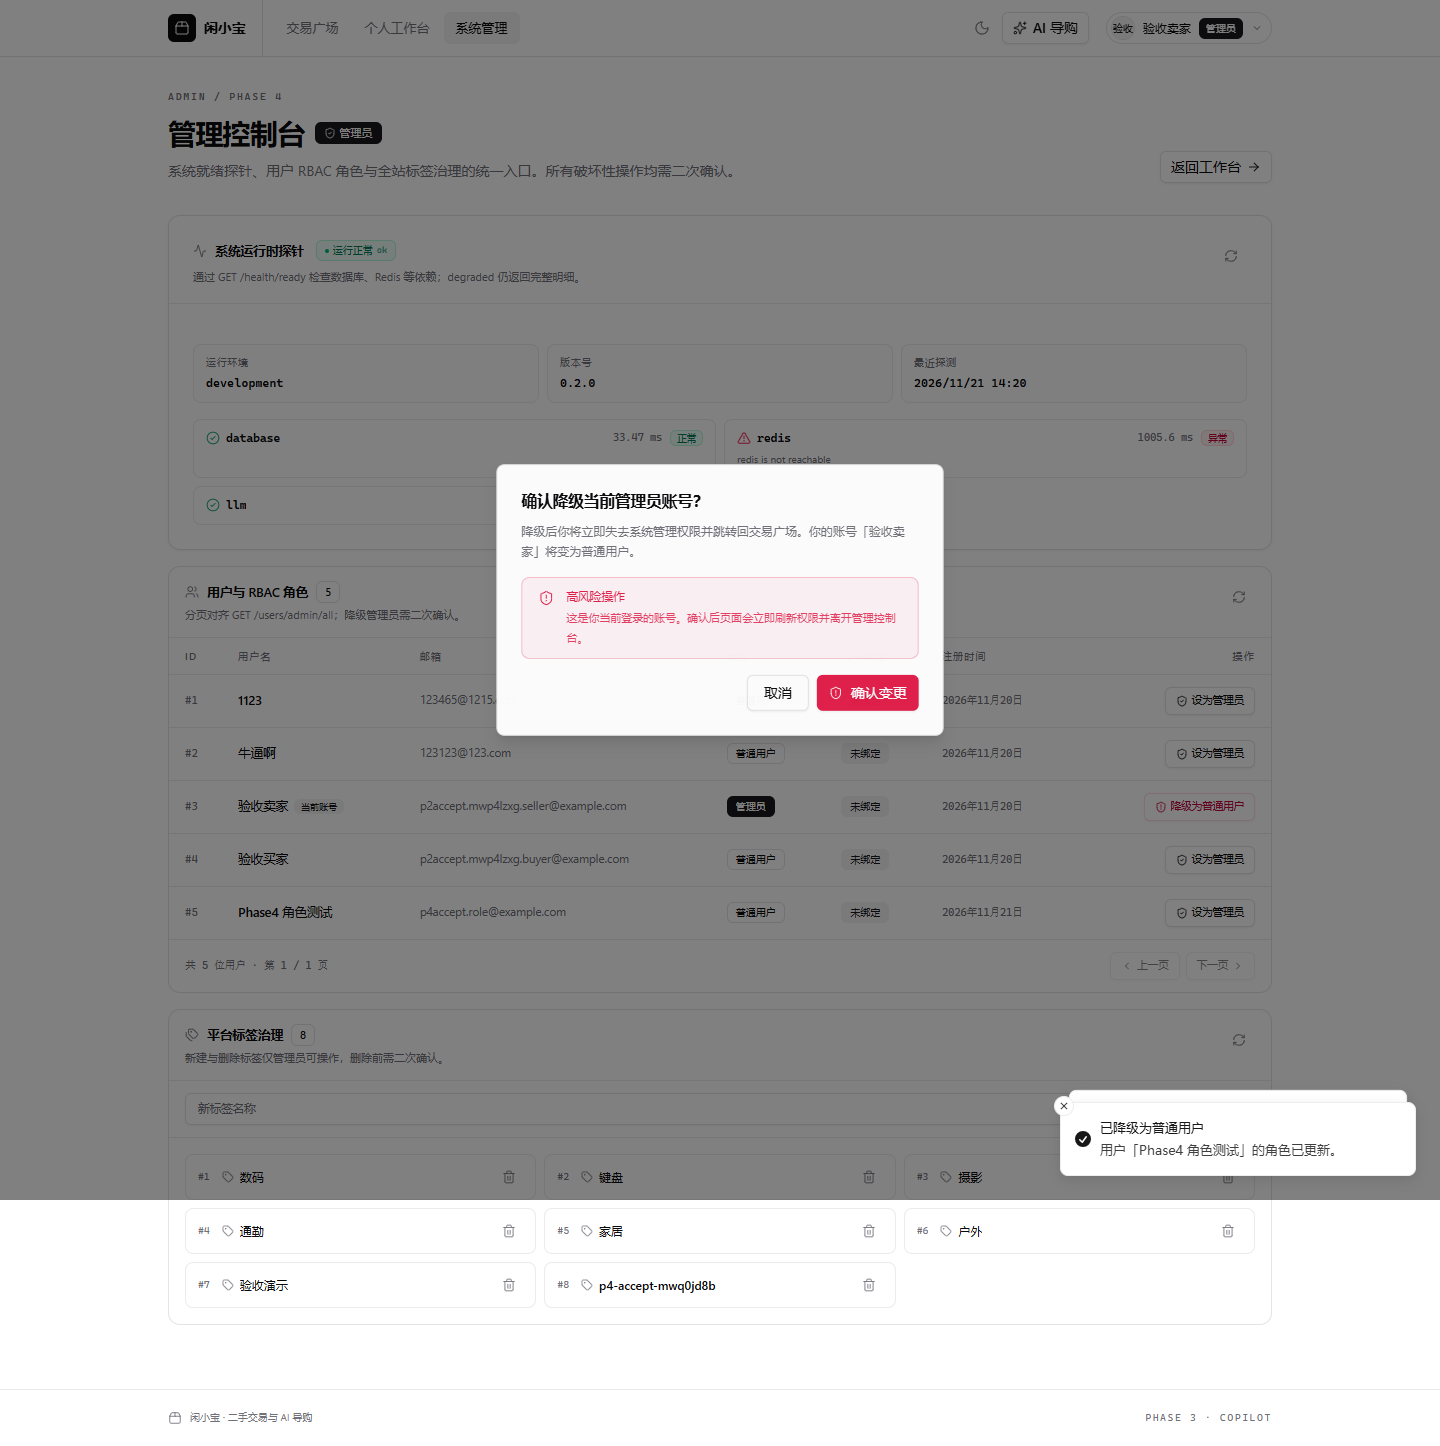 闲小宝
交易广场
个人工作台
系统管理
AI 导购
验收
验收卖家
管理员
ADMIN / PHASE 4
管理控制台
管理员
系统就绪探针、用户 RBAC 角色与全站标签治理的统一入口。所有破坏性操作均需二次确认。
返回工作台
系统运行时探针
运行正常 ok
通过 GET /health/ready 检查数据库、Redis 等依赖；degraded 仍返回完整明细。
运行环境
development
版本号
0.2.0
最近探测
2026/11/21 14:20
database
33.47 ms
正常
redis
1005.6 ms
异常
redis is not reachable
llm
确认降级当前管理员账号？
降级后你将立即失去系统管理权限并跳转回交易广场。你的账号「验收卖
家」将变为普通用户。
高风险操作
这是你当前登录的账号。确认后页面会立即刷新权限并离开管理控制
台。
取消
确认变更
用户与 RBAC 角色
5
分页对齐 GET /users/admin/all；降级管理员需二次确认。
ID
用户名
邮箱
注册时间
操作
#1
1123
123465@1215.
2026年11月20日
设为管理员
#2
牛逼啊
123123@123.com
普通用户
未绑定
2026年11月20日
设为管理员
#3
验收卖家
当前账号
p2accept.mwp4lzxg.seller@example.com
管理员
未绑定
2026年11月20日
降级为普通用户
#4
验收买家
p2accept.mwp4lzxg.buyer@example.com
普通用户
未绑定
2026年11月20日
设为管理员
#5
Phase4 角色测试
p4accept.role@example.com
普通用户
未绑定
2026年11月21日
设为管理员
共 5 位用户 · 第 1 / 1 页
上一页
下一页
平台标签治理
8
新建与删除标签仅管理员可操作，删除前需二次确认。
新标签名称
已降级为普通用户
用户「Phase4 角色测试」的角色已更新。
#1
数码
#2
键盘
#3
摄影
#4
通勤
#5
家居
#6
户外
#7
验收演示
#8
p4-accept-mwq0jd8b
闲小宝 · 二手交易与 AI 导购
PHASE 3 · COPILOT